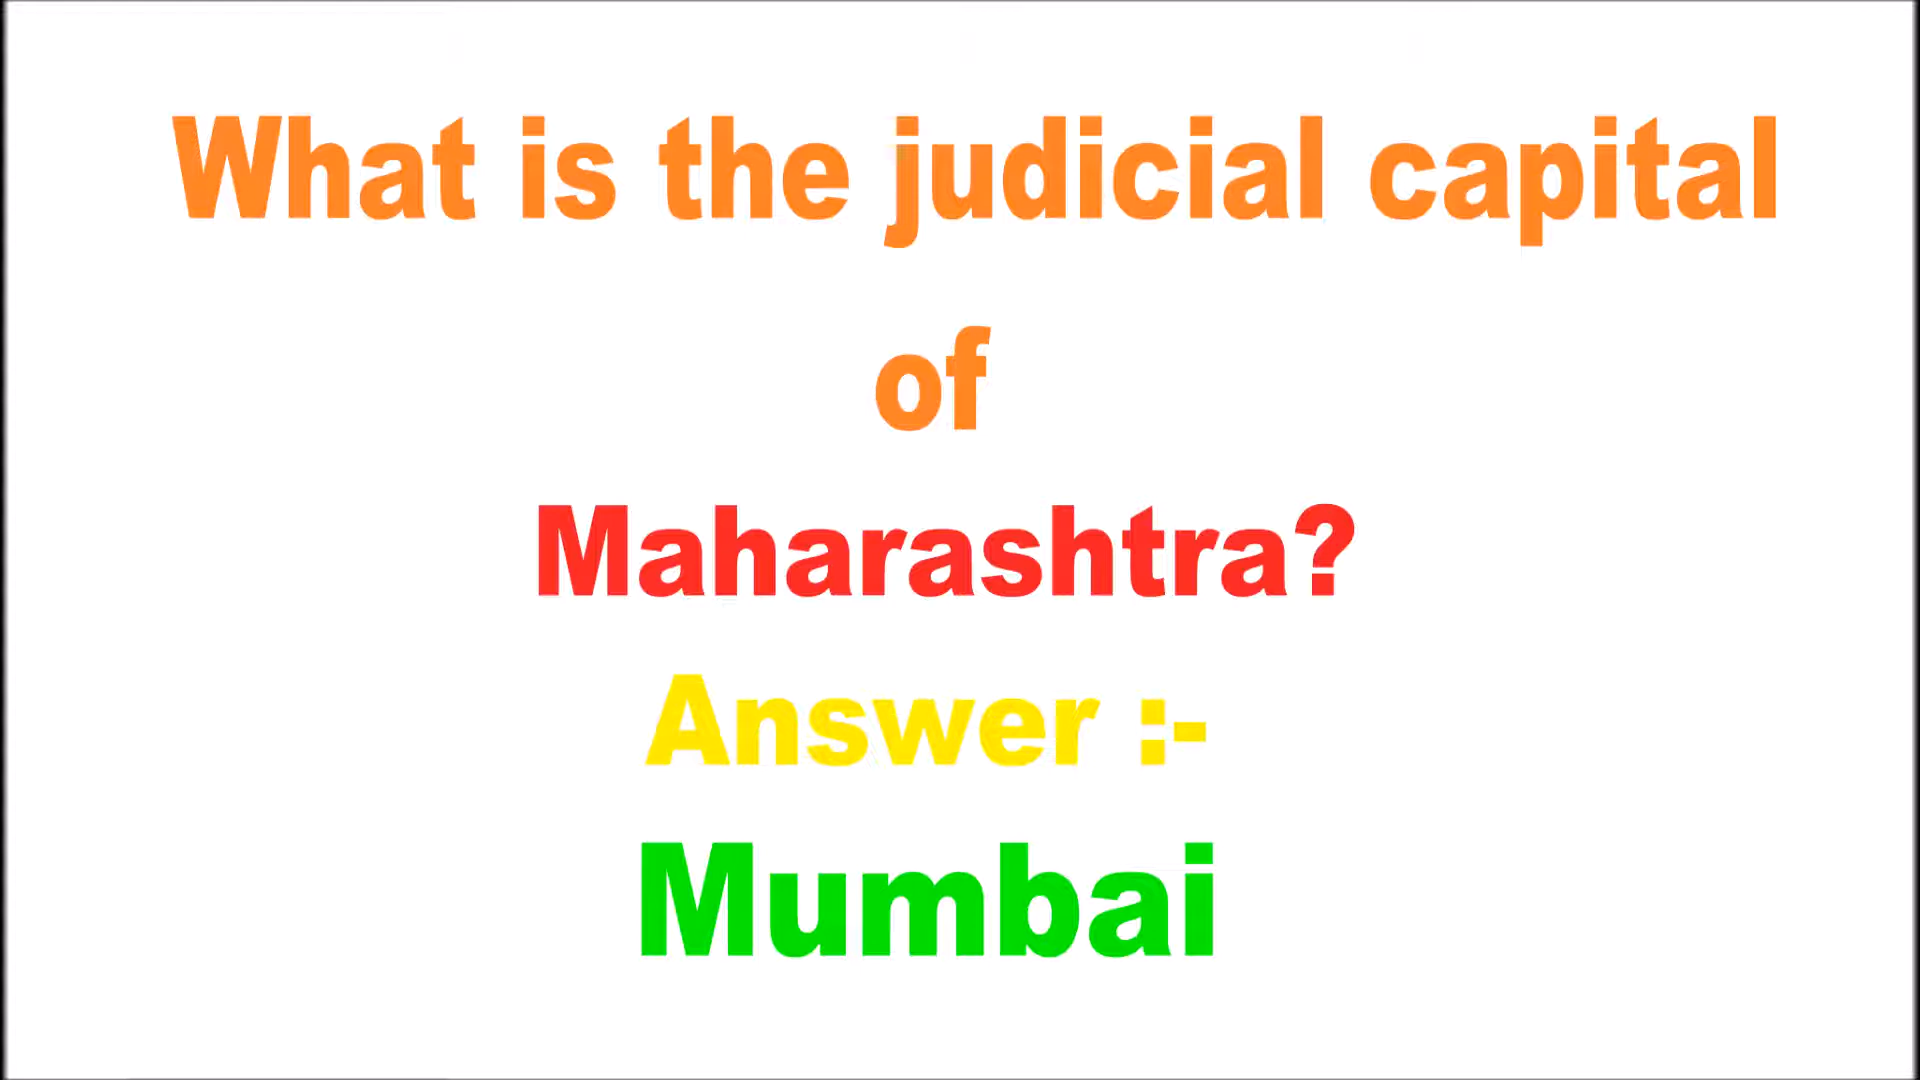 What is the judicial capital
of
Maharashtra?
Answer :-
Mumbai